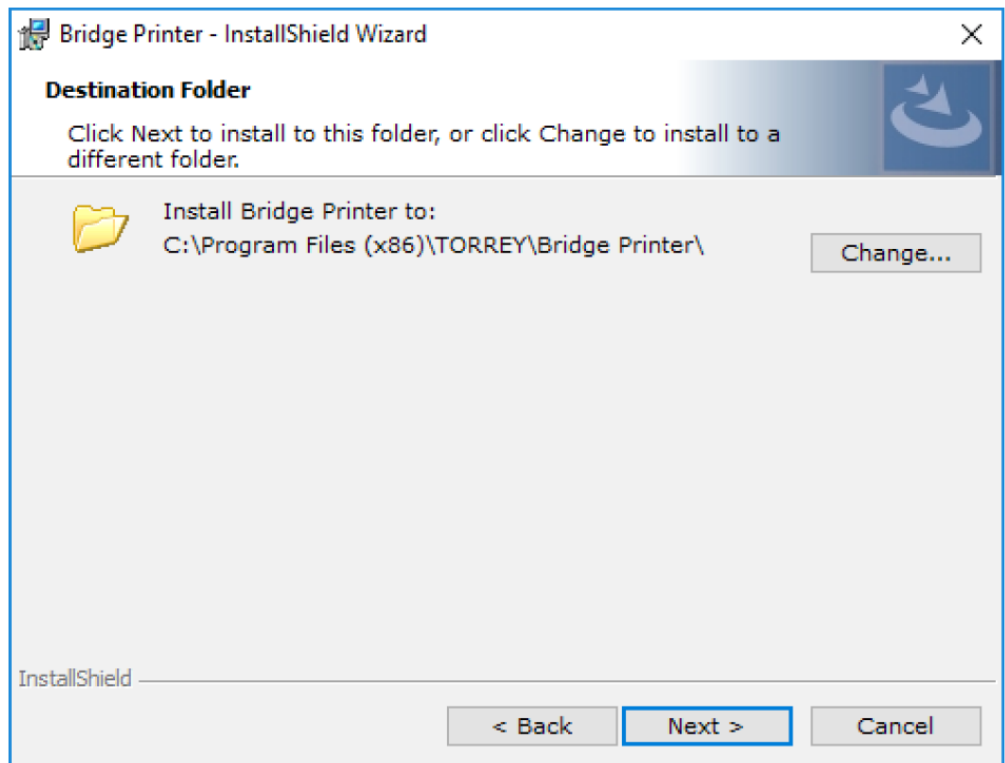 Bridge Printer - InstallShield Wizard
Destination Folder
Click Next to install to this folder, or click Change to install to a
different folder.
Install Bridge Printer to:
C:\Program Files (x86)\TORREY\Bridge Printer\
Change...
InstallShield
< Back
Next >
Cancel